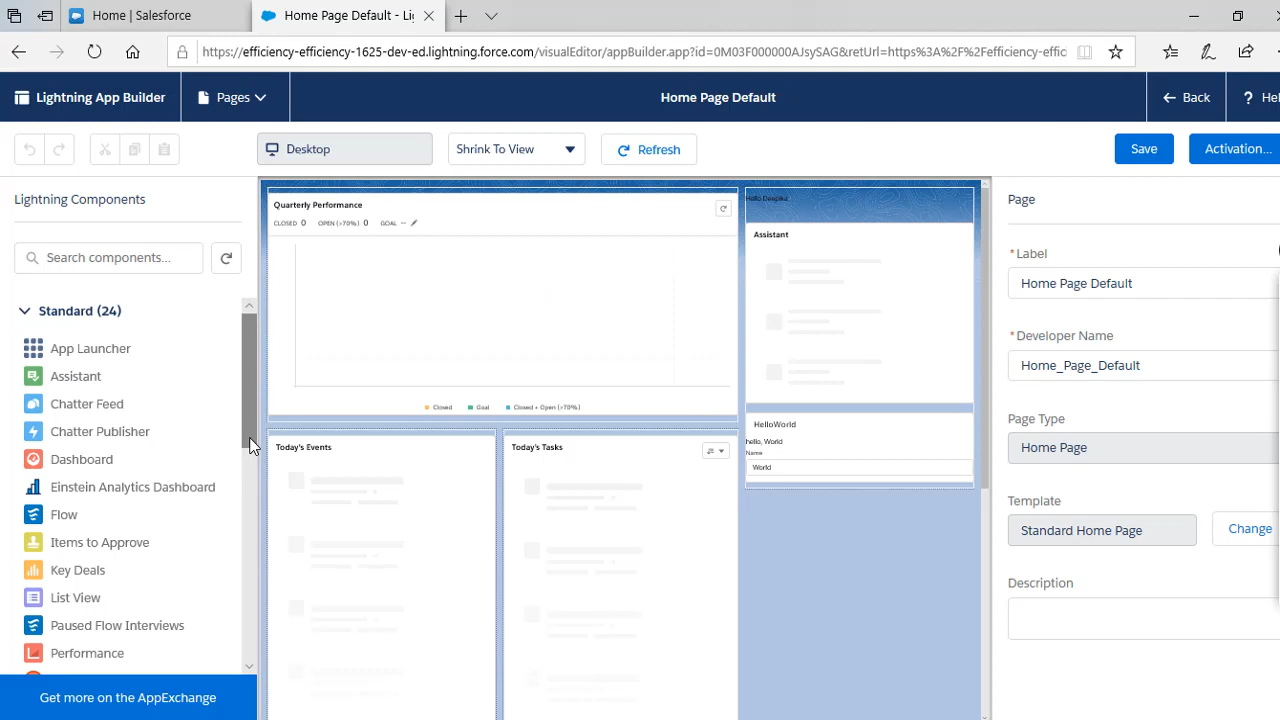 Home | Salesforce
Home Page Default - Li
https://efficiency-efficiency-1625-dev-ed.lightning.force.com/visualEditor/appBuilder.app?id=0M03F000000AJsySAG&retUrl=https%3A%2F%2Fefficiency-effic
Lightning App Builder
Pages
Home Page Default
Back
? Hel
Desktop
Shrink To View
Refresh
Save
Activation...
Lightning Components
Search components...
Standard (24)
App Launcher
Assistant
Chatter Feed
Chatter Publisher
Dashboard
Einstein Analytics Dashboard
Flow
Items to Approve
Key Deals
List View
Paused Flow Interviews
Performance
Get more on the AppExchange
Quarterly Performance
CLOSED 0 OPEN (>70%) 0 GOAL --
Closed Goal Closed + Open (>70%)
Today's Events
Today's Tasks
Hello Deepika
Assistant
HelloWorld
hello, World
Name
World
Page
*Label
Home Page Default
*Developer Name
Home_Page_Default
Page Type
Home Page
Template
Standard Home Page
Change
Description